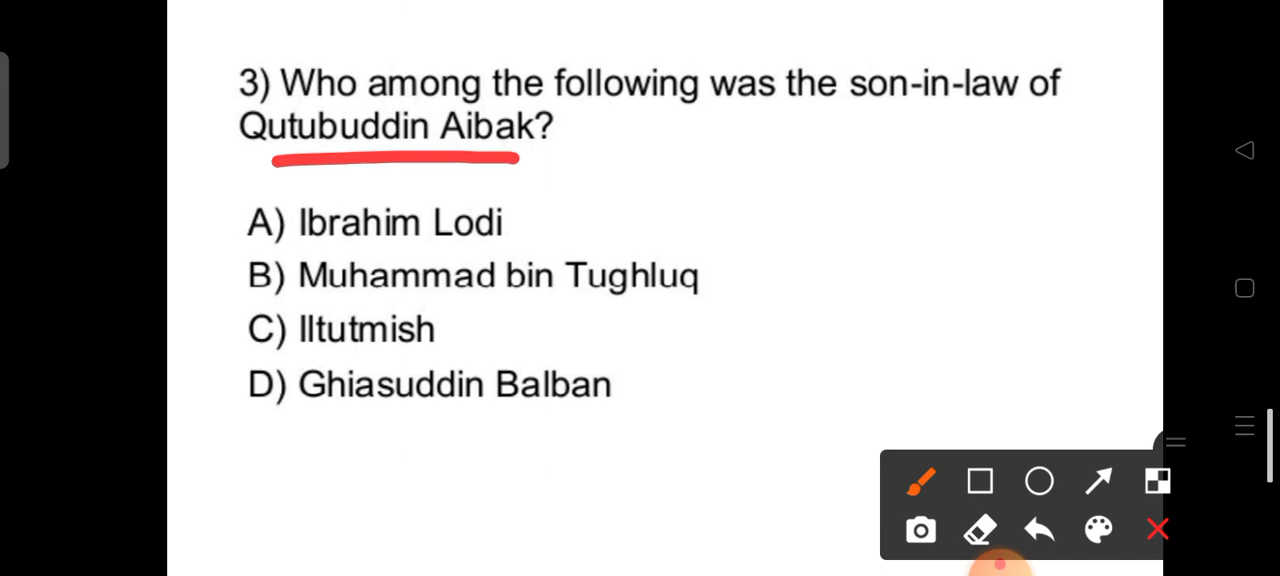 3) Who among the following was the son-in-law of
Qutubuddin Aibak?
A) Ibrahim Lodi
B) Muhammad bin Tughluq
C) Iltutmish
D) Ghiasuddin Balban